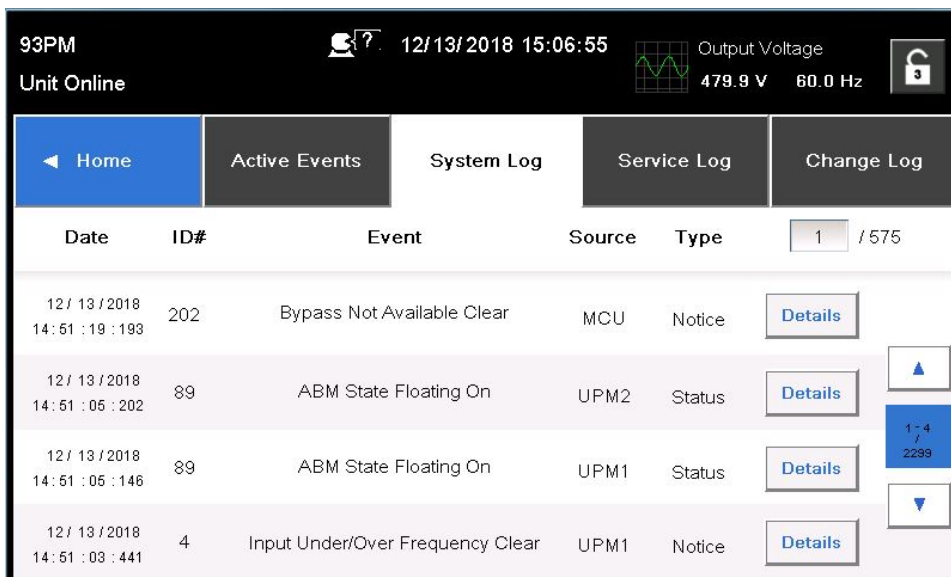 93PM
? 12/13/2018 15:06:55
Output Voltage
Unit Online
479.9 V 60.0 Hz
3
◄ Home Active Events System Log Service Log Change Log
Date ID# Event Source Type 1 / 575
12/ 13 / 2018
14: 51 : 19 : 193
202 Bypass Not Available Clear MCU Notice Details
12/ 13 / 2018
14: 51 : 05 : 202
89 ABM State Floating On UPM2 Status Details
▲
1 - 4
/
2299
12/ 13 / 2018
14: 51 : 05 : 146
89 ABM State Floating On UPM1 Status Details
▼
12/ 13 / 2018
14: 51 : 03 : 441
4 Input Under/Over Frequency Clear UPM1 Notice Details